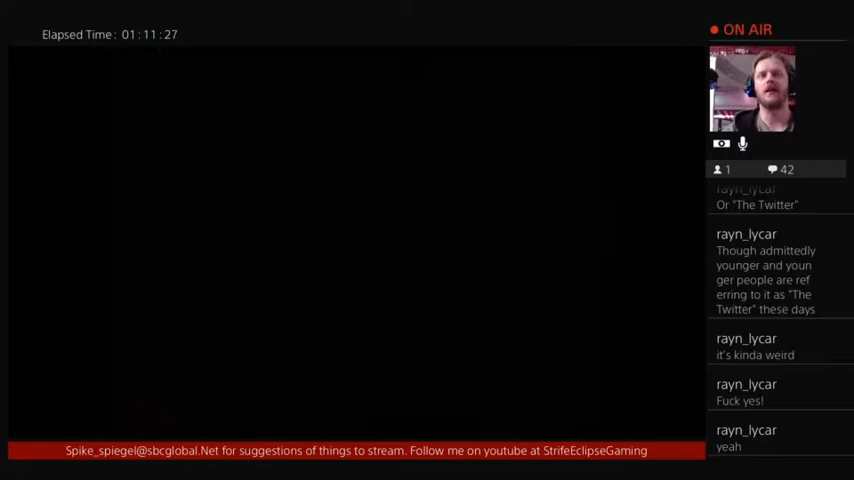 Elapsed Time: 01:11:27
ON AIR
1 42
rayn_lycar
Or "The Twitter"
rayn_lycar
Though admittedly
younger and youn
ger people are ref
erring to it as "The
Twitter" these days
rayn_lycar
it's kinda weird
rayn_lycar
Fuck yes!
rayn_lycar
yeah
Spike_spiegel@sbcglobal.Net for suggestions of things to stream. Follow me on youtube at StrifeEclipseGaming